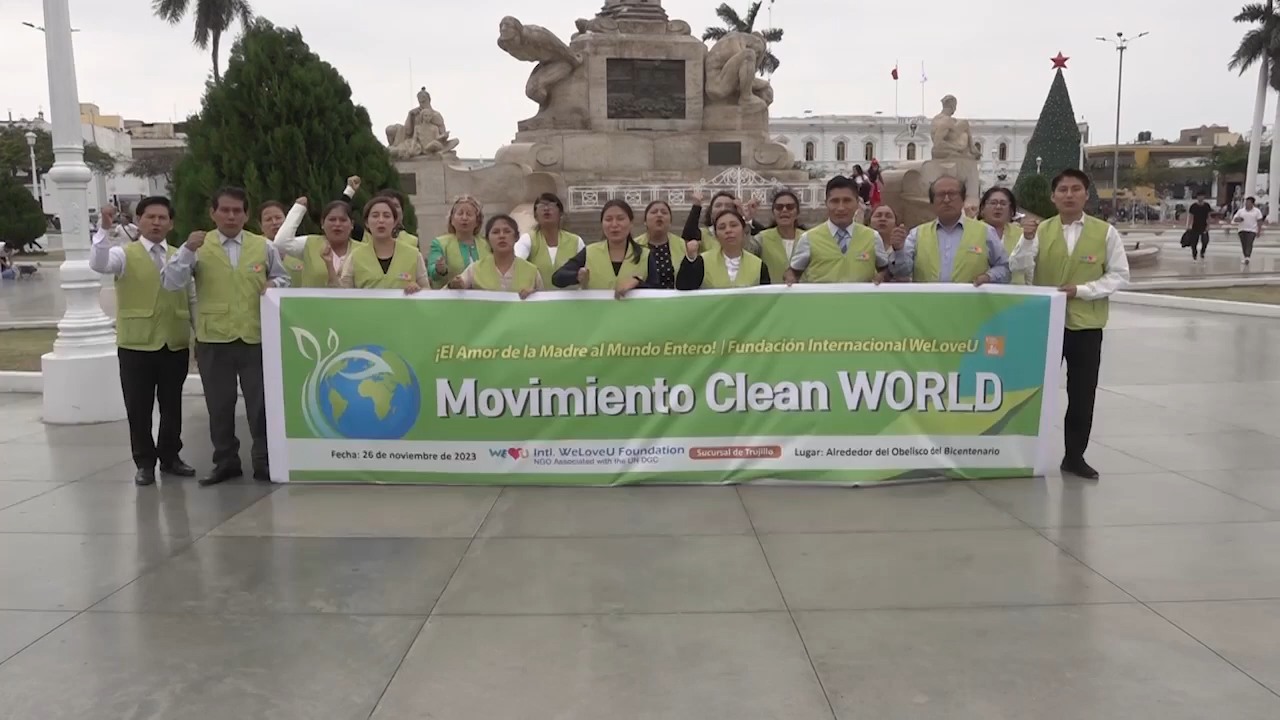 ¡El Amor de la Madre al Mundo Entero! | Fundación Internacional WeLoveU
Movimiento Clean WORLD
Fecha: 26 de noviembre de 2023 WE♥U Intl. WeLoveU Foundation Sucursal de Trujillo Lugar: Alrededor del Obelisco del Bicentenario
NGO Associated with the UN DGC